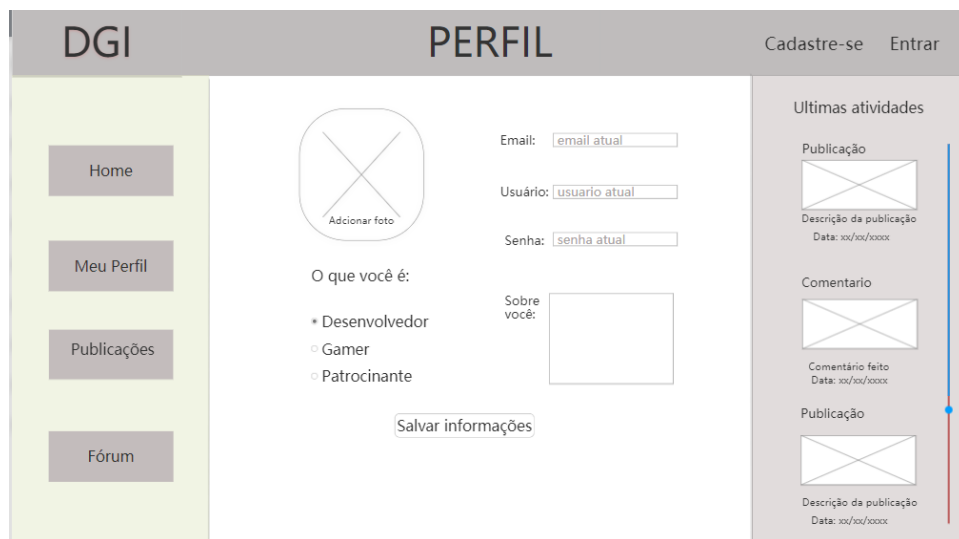 DGI
PERFIL
Cadastre-se
Entrar
Home
Meu Perfil
Publicações
Fórum
Adcionar foto
O que você é:
Desenvolvedor
Gamer
Patrocinante
Email: email atual
Usuário: usuario atual
Senha: senha atual
Sobre
você:
Salvar informações
Ultimas atividades
Publicação
Descrição da publicação
Data: xx/xx/xxxx
Comentario
Comentário feito
Data: xx/xx/xxxx
Publicação
Descrição da publicação
Data: xx/xx/xxxx